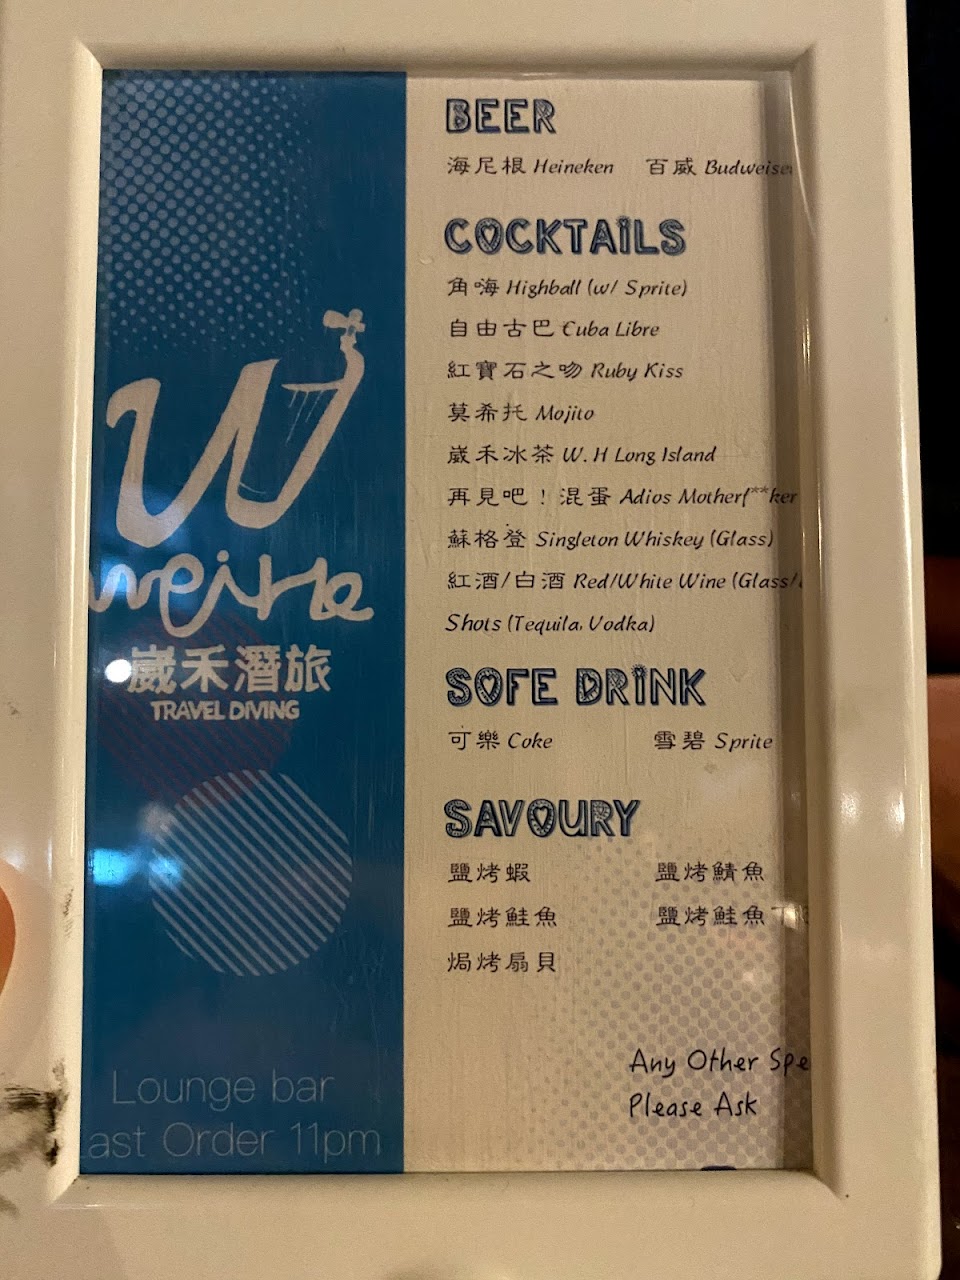 weiHe
崴禾潛旅
TRAVEL DIVING
Lounge bar
ast Order 11pm
BEER
海尼根 Heineken 百威 Budweiser
COCKTAILS
角嗨 Highball (w/ Sprite)
自由古巴 Cuba Libre
紅寶石之吻 Ruby Kiss
莫希托 Mojito
崴禾冰茶 W. H Long Island
再見吧！混蛋 Adios Motherf**ker
蘇格登 Singleton Whiskey (Glass)
紅酒/白酒 Red/White Wine (Glass/
Shots (Tequila, Vodka)
SOFE DRINK
可樂 Coke 雪碧 Sprite
SAVOURY
鹽烤蝦 鹽烤鯖魚
鹽烤鮭魚 鹽烤鮭魚下
焗烤扇貝
Any Other Spe
Please Ask